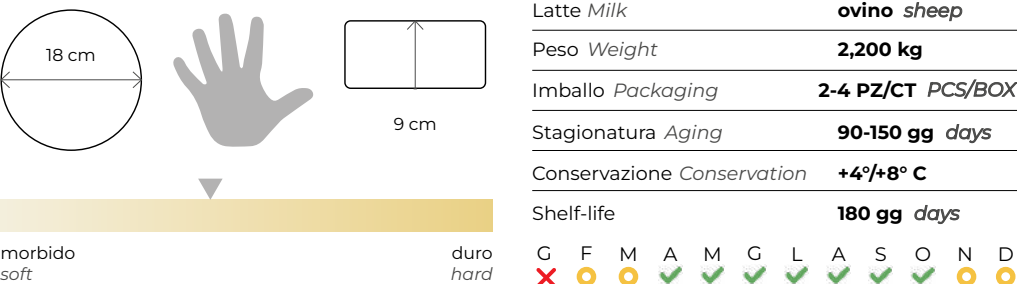 18 cm
9 cm
morbido duro
soft hard
Latte Milk ovino sheep
Peso Weight 2,200 kg
Imballo Packaging 2-4 PZ/CT PCS/BOX
Stagionatura Aging 90-150 gg days
Conservazione Conservation +4°/+8° C
Shelf-life 180 gg days
G F M A M G L A S O N D